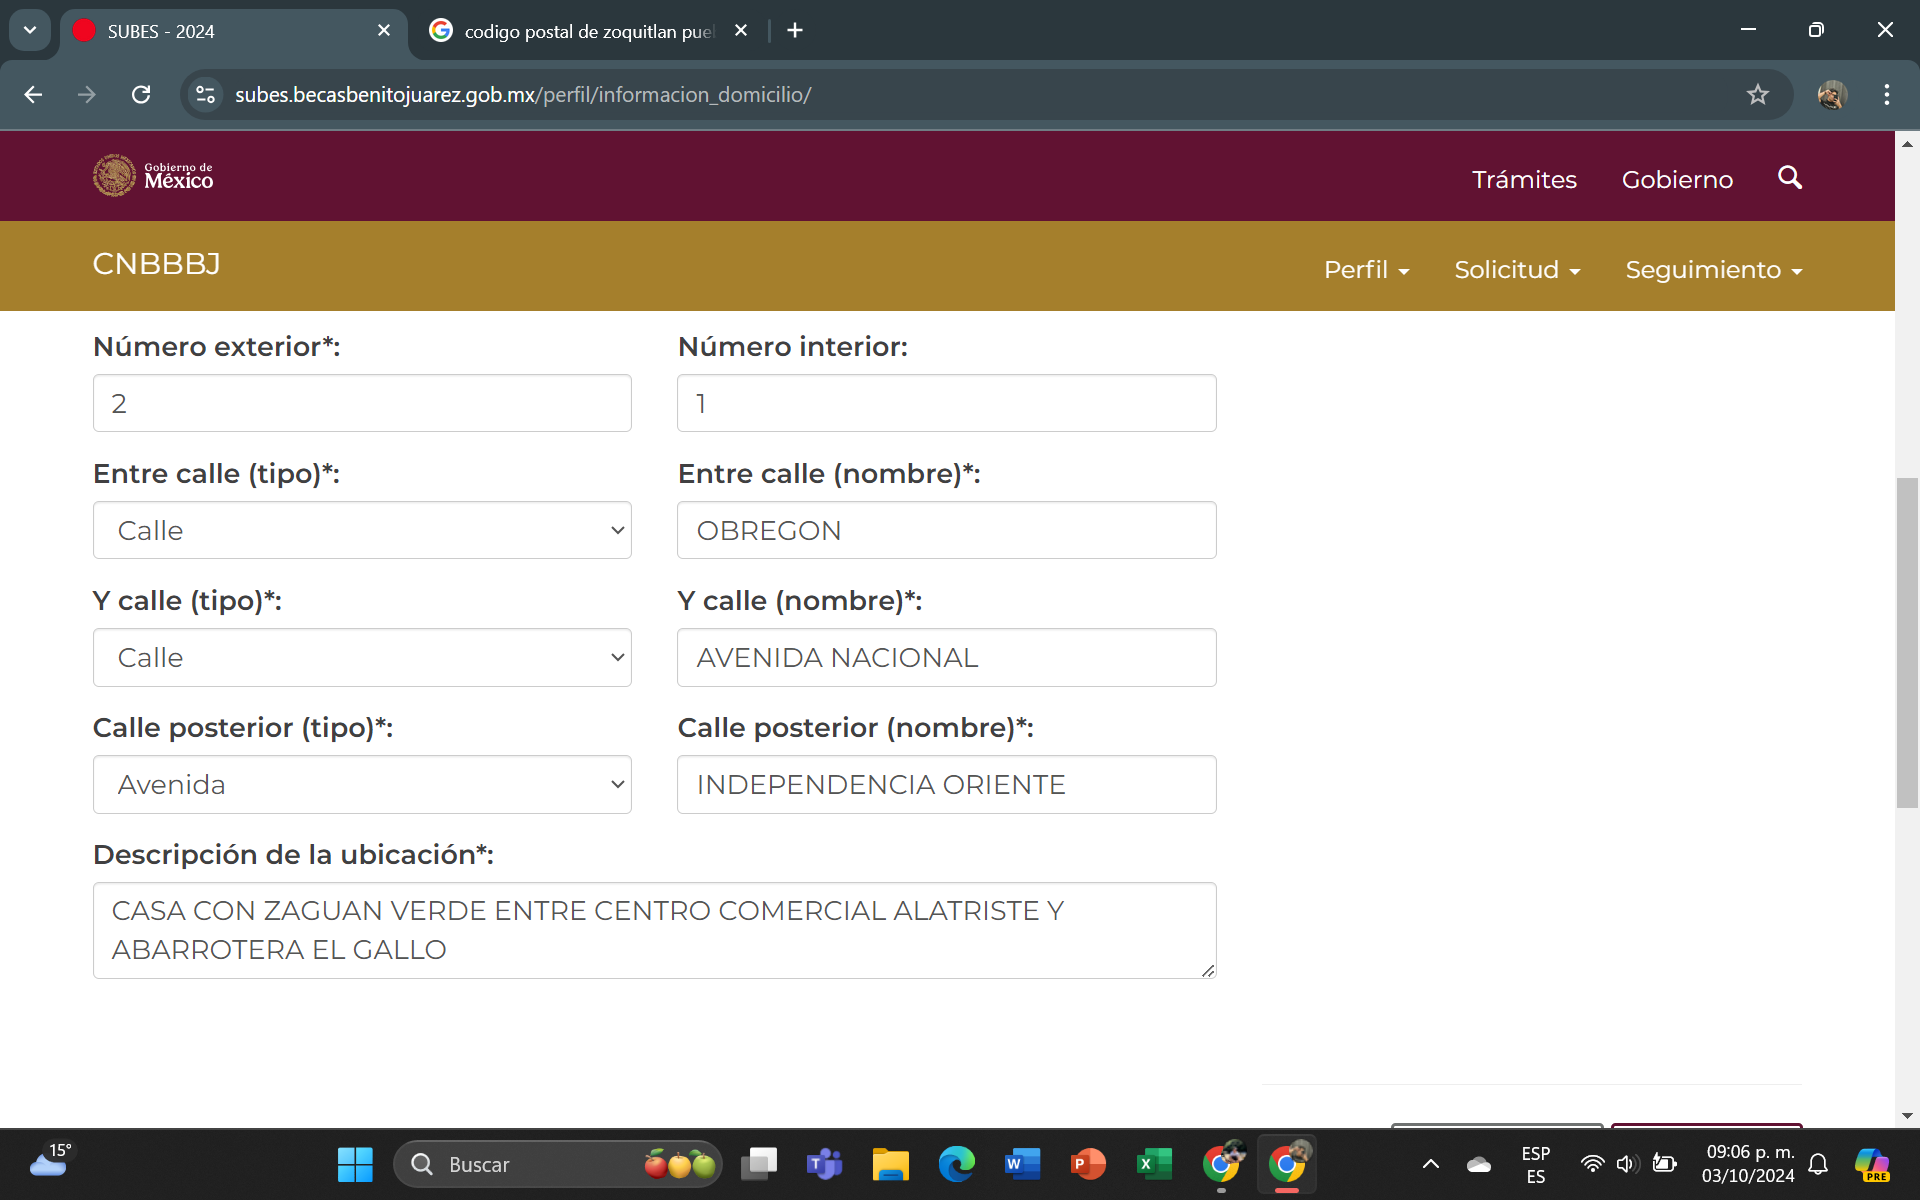 SUBES - 2024
codigo postal de zoquitlan pue
subes.becasbenitojuarez.gob.mx/perfil/informacion_domicilio/
Gobierno de
México
Trámites
Gobierno
CNBBBJ
Perfil
Solicitud
Seguimiento
Número exterior*:
Número interior:
2
1
Entre calle (tipo)*:
Entre calle (nombre)*:
Calle
OBREGON
Y calle (tipo)*:
Y calle (nombre)*:
Calle
AVENIDA NACIONAL
Calle posterior (tipo)*:
Calle posterior (nombre)*:
Avenida
INDEPENDENCIA ORIENTE
Descripción de la ubicación*:
CASA CON ZAGUAN VERDE ENTRE CENTRO COMERCIAL ALATRISTE Y
ABARROTERA EL GALLO
15°
Buscar
ESP
ES
09:06 p. m.
03/10/2024
PRE